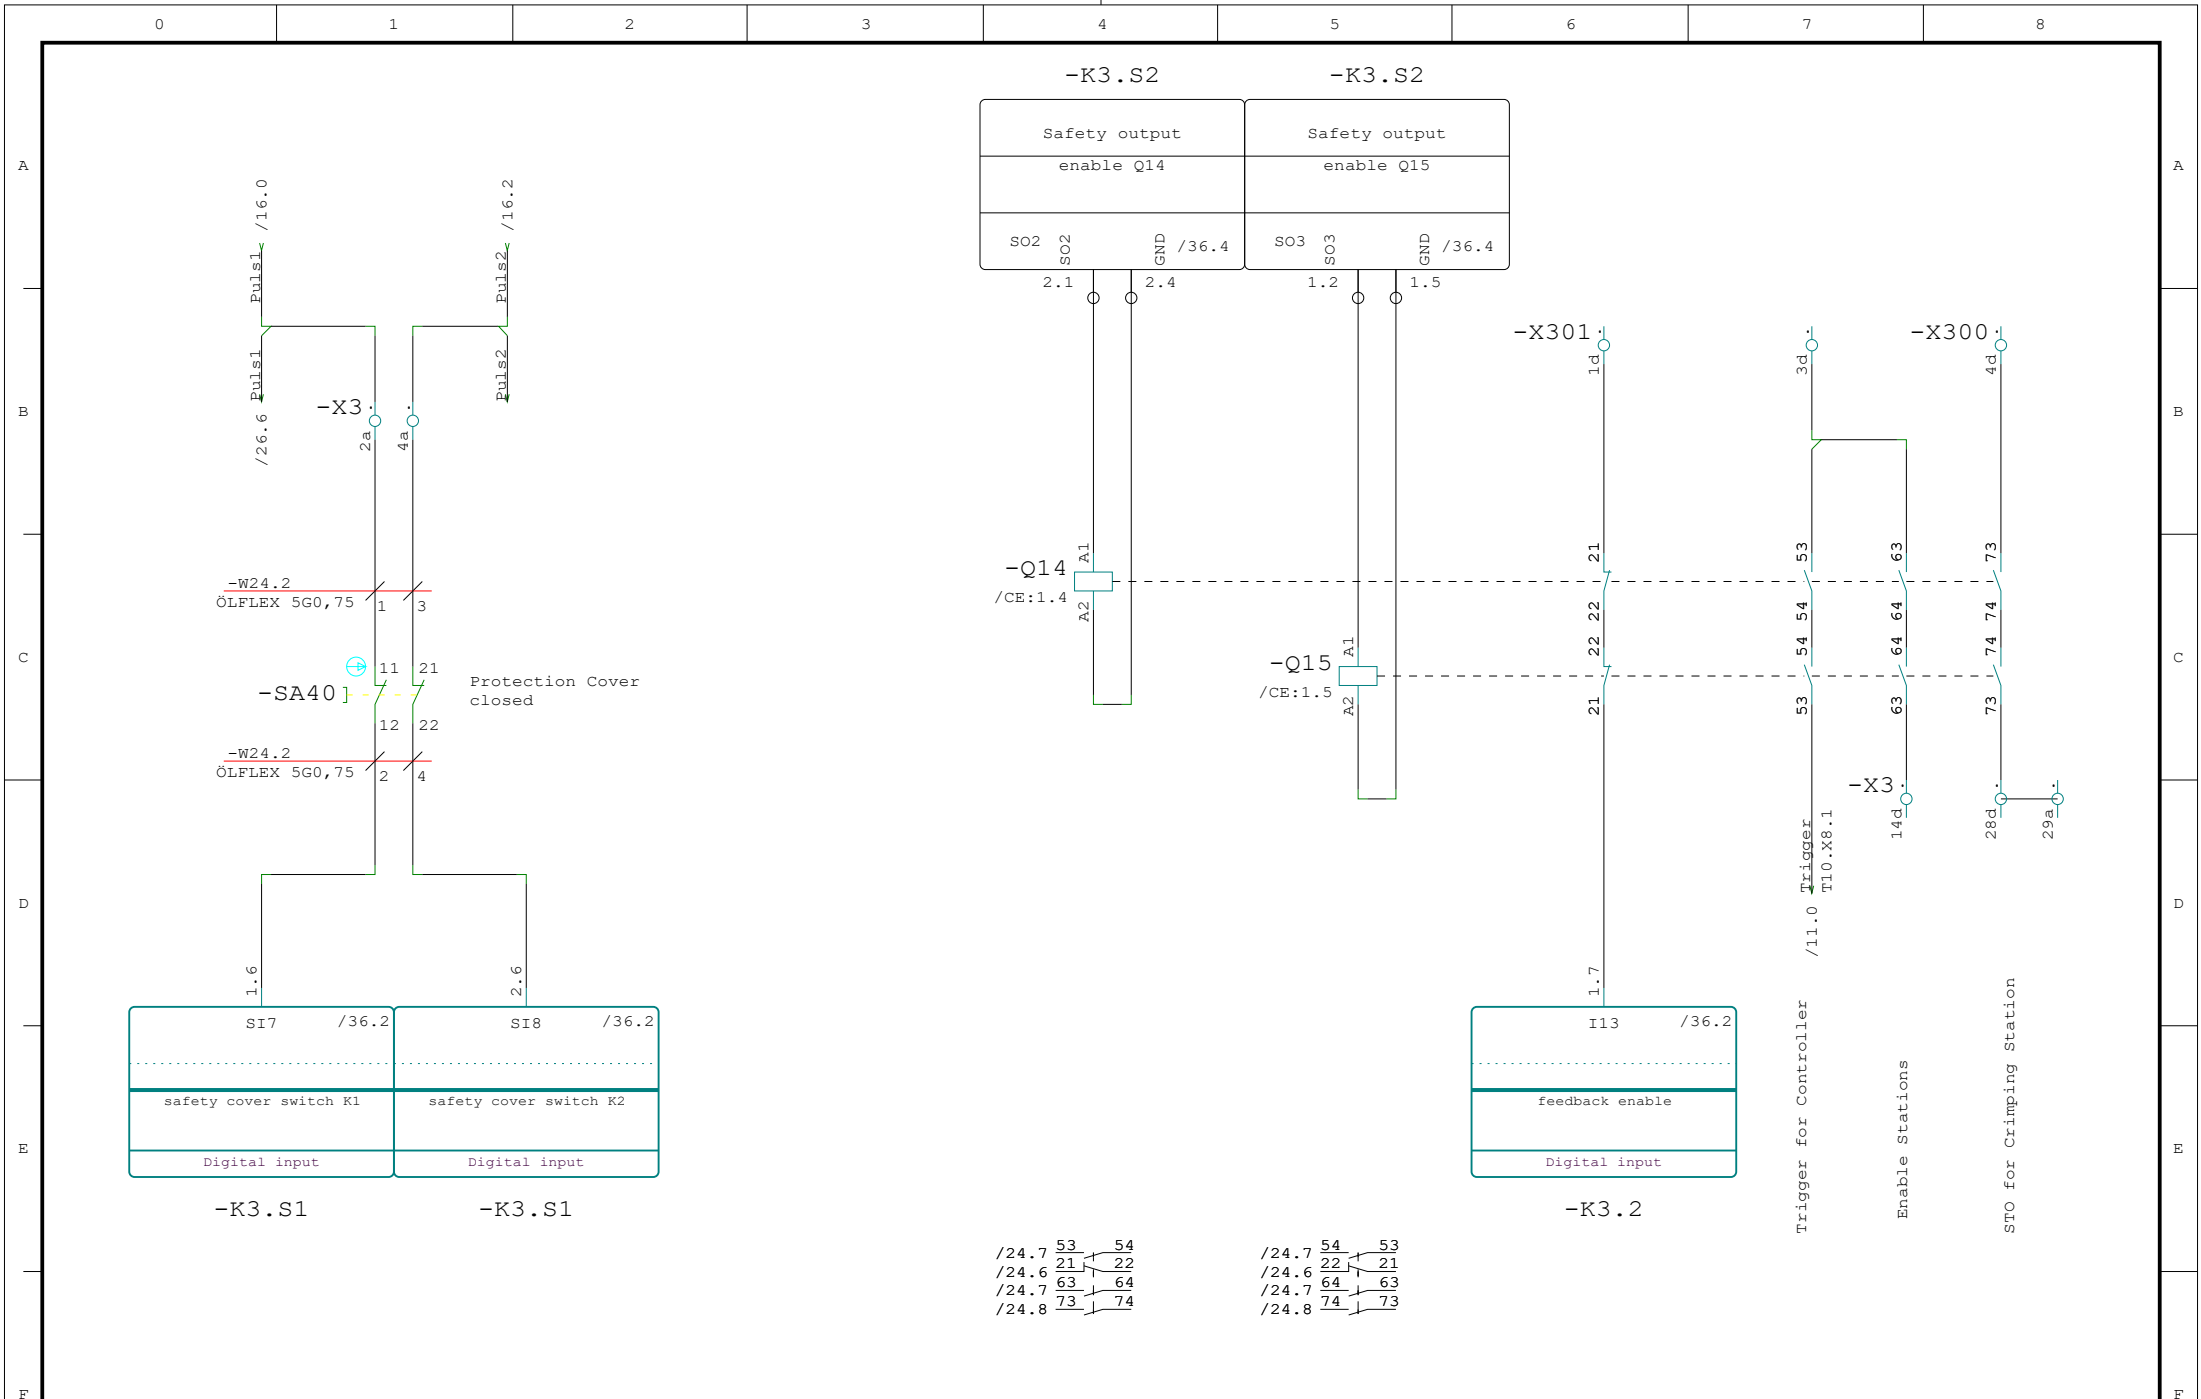 0 1 2 3 4 5 6 7 8
-K3.S2 -K3.S2
Safety output Safety output
enable Q14 enable Q15
A A
/16.0 /16.2
SO2 SO2 GND /36.4 SO3 SO3 GND /36.4
Puls1 Puls2
2.1 2.4 1.2 1.5
-X301 · · -X300 ·
1d 3d 4d
Puls1 Puls2
-X3 · ·
B B
2a 4a
/26.6
21 53 63 73
-Q14 A1
-W24.2
/CE:1.4 A2
ÖLFLEX 5G0,75 1 3
22 54 64 74
22 54 64 74
C C
-Q15 A1
11 21
-SA40
Protection Cover
closed
/CE:1.5 A2
21 53 63 73
12 22
-W24.2
ÖLFLEX 5G0,75 2 4
-X3 · · ·
14d 28d 29a
Trigger
T10.X8.1
D D
/11.0
1.6 2.6 1.7
SI7 /36.2 SI8 /36.2 I13 /36.2
safety cover switch K1 safety cover switch K2 feedback enable
Trigger for Controller
Enable Stations
STO for Crimping Station
E E
Digital input Digital input Digital input
-K3.S1 -K3.S1 -K3.2
/24.7 53 54 /24.7 54 53
/24.6 21 22 /24.6 22 21
/24.7 63 64 /24.7 64 63
/24.8 73 74 /24.8 74 73
F F